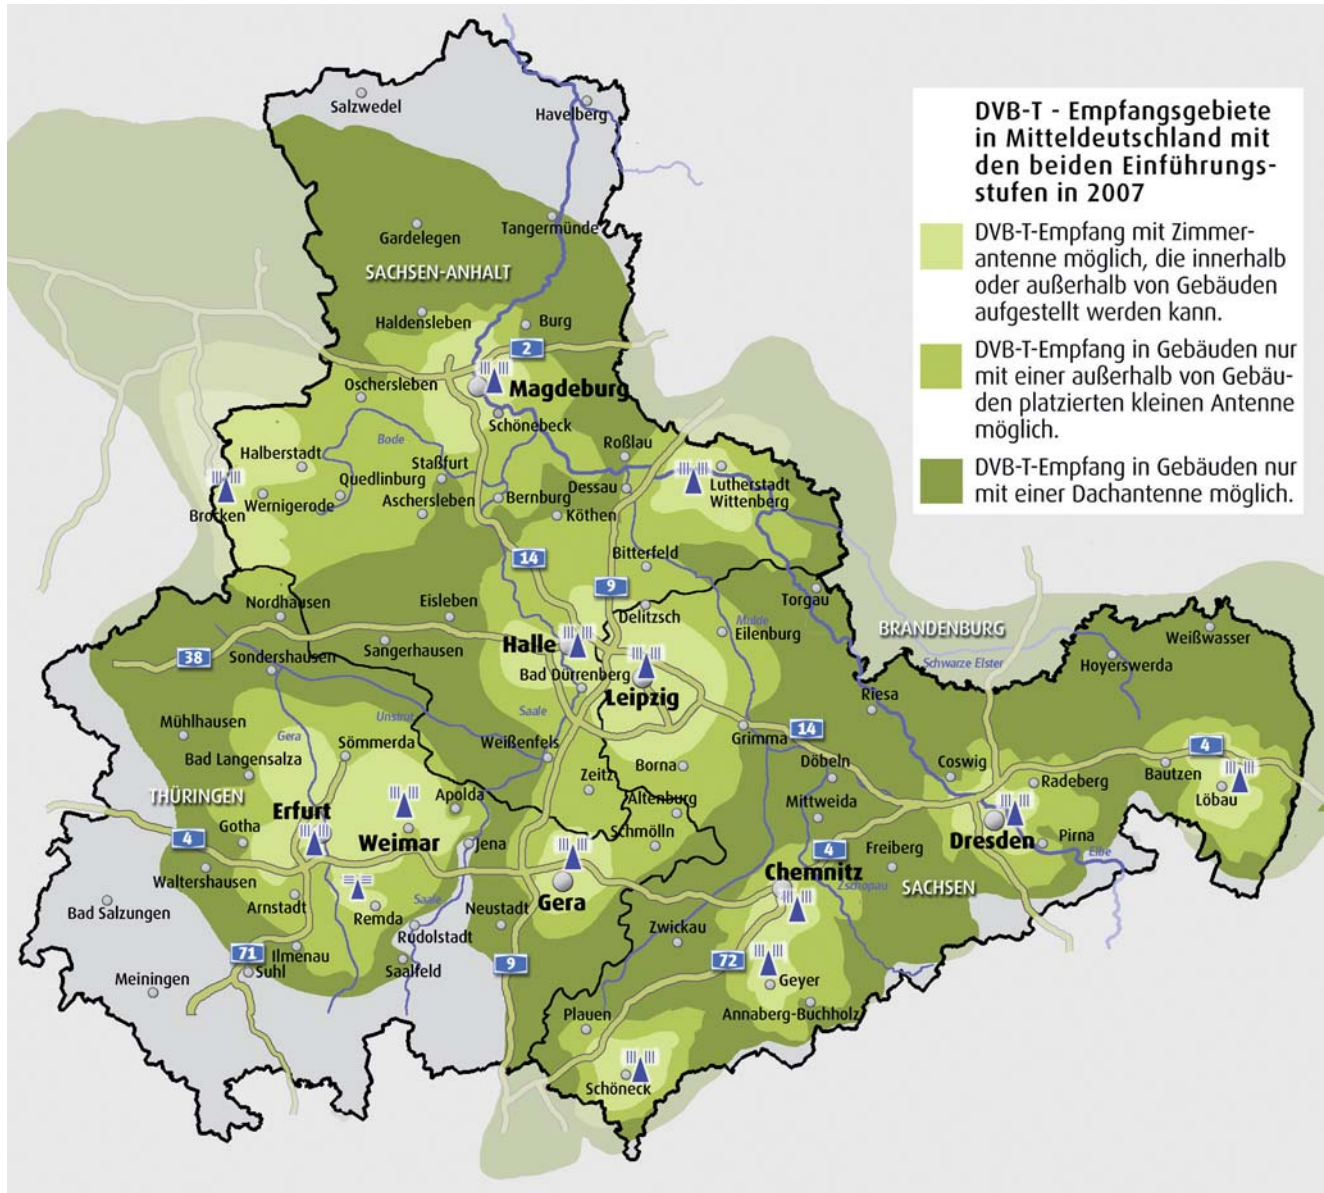 DVB-T - Empfangsgebiete
in Mitteldeutschland mit
den beiden Einführungs-
stufen in 2007
DVB-T-Empfang mit Zimmer-
antenne möglich, die innerhalb
oder außerhalb von Gebäuden
aufgestellt werden kann.
DVB-T-Empfang in Gebäuden nur
mit einer außerhalb von Gebäu-
den platzierten kleinen Antenne
möglich.
DVB-T-Empfang in Gebäuden nur
mit einer Dachantenne möglich.
Salzwedel
Havelberg
Gardelegen
Tangermünde
SACHSEN-ANHALT
Haldensleben
Burg
2
Oschersleben
Magdeburg
Schönebeck
Bode
Roßlau
Halberstadt
Staßfurt
Quedlinburg
Lutherstadt
Wittenberg
Dessau
Wernigerode
Aschersleben
Bernburg
Brocken
Köthen
14
Bitterfeld
9
Nordhausen
Eisleben
Delitzsch
Torgau
Mulde
Eilenburg
BRANDENBURG
Weißwasser
Halle
Sangerhausen
38
Sondershausen
Schwarze Elster
Hoyerswerda
Bad Dürrenberg
Leipzig
Riesa
Mühlhausen
Unstrut
Saale
Gera
Sömmerda
Weißenfels
Grimma
14
4
Bad Langensalza
Borna
Döbeln
Coswig
Bautzen
Zeitz
Radeberg
THÜRINGEN
Erfurt
Apolda
Altenburg
Mittweida
Löbau
Gotha
Weimar
Schmölln
4
Jena
4
Freiberg
Dresden
Pirna
Elbe
Waltershausen
Chemnitz
Zschopau
SACHSEN
Bad Salzungen
Arnstadt
Remda
Saale
Neustadt
Gera
Zwickau
Rudolstadt
71
Ilmenau
Suhl
Saalfeld
9
72
Meiningen
Geyer
Plauen
Annaberg-Buchholz
Schöneck